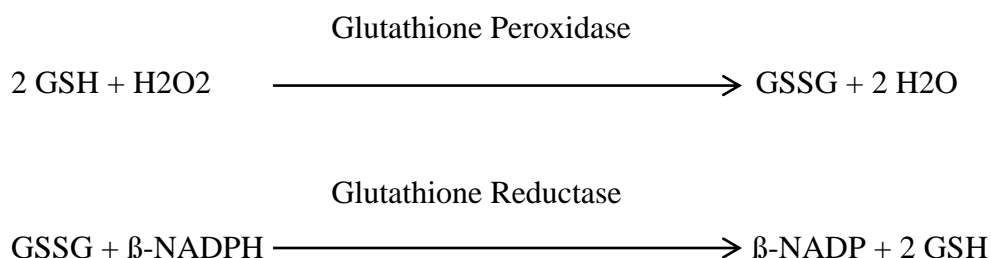 Glutathione Peroxidase
2 GSH + H2O2 GSSG + 2 H2O
Glutathione Reductase
GSSG + ß-NADPH ß-NADP + 2 GSH